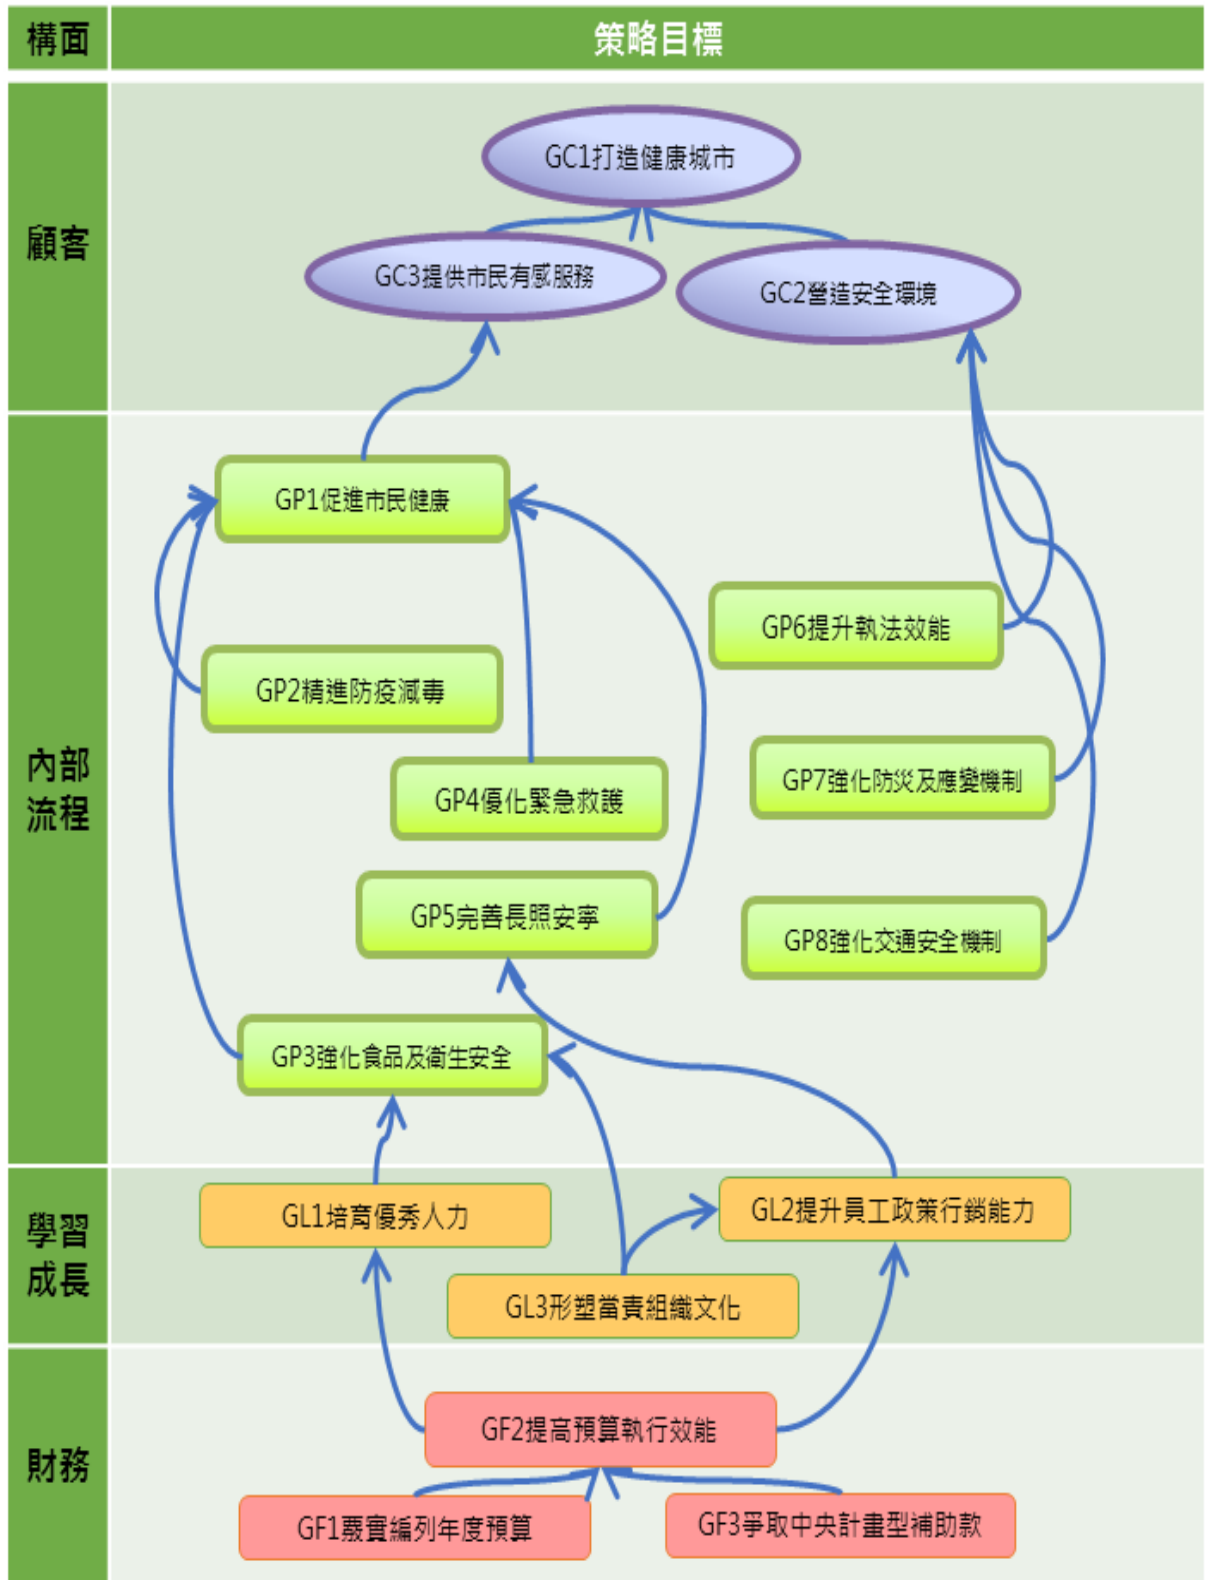 構面
策略目標
顧客
GC1打造健康城市
GC3提供市民有感服務
GC2營造安全環境
內部
流程
GP1促進市民健康
GP6提升執法效能
GP2精進防疫減毒
GP7強化防災及應變機制
GP4優化緊急救護
GP5完善長照安寧
GP8強化交通安全機制
GP3強化食品及衛生安全
學習
成長
GL1培育優秀人力
GL2提升員工政策行銷能力
GL3形塑當責組織文化
財務
GF2提高預算執行效能
GF1覈實編列年度預算
GF3爭取中央計畫型補助款